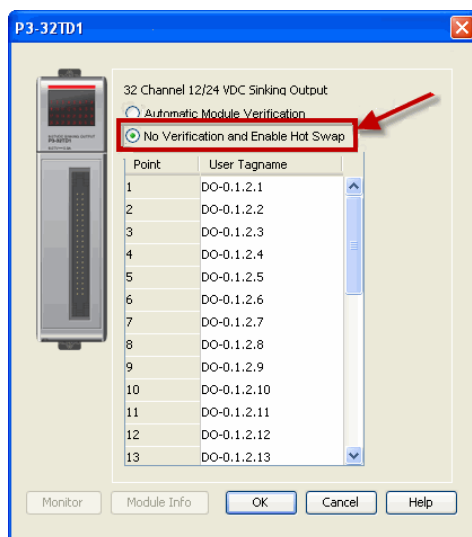 P3-32TD1
32 Channel 12/24 VDC Sinking Output
Automatic Module Verification
No Verification and Enable Hot Swap
P3-32TD1
Point User Tagname
1 DO-0.1.2.1
2 DO-0.1.2.2
3 DO-0.1.2.3
4 DO-0.1.2.4
5 DO-0.1.2.5
6 DO-0.1.2.6
7 DO-0.1.2.7
8 DO-0.1.2.8
9 DO-0.1.2.9
10 DO-0.1.2.10
11 DO-0.1.2.11
12 DO-0.1.2.12
13 DO-0.1.2.13
Monitor Module Info OK Cancel Help